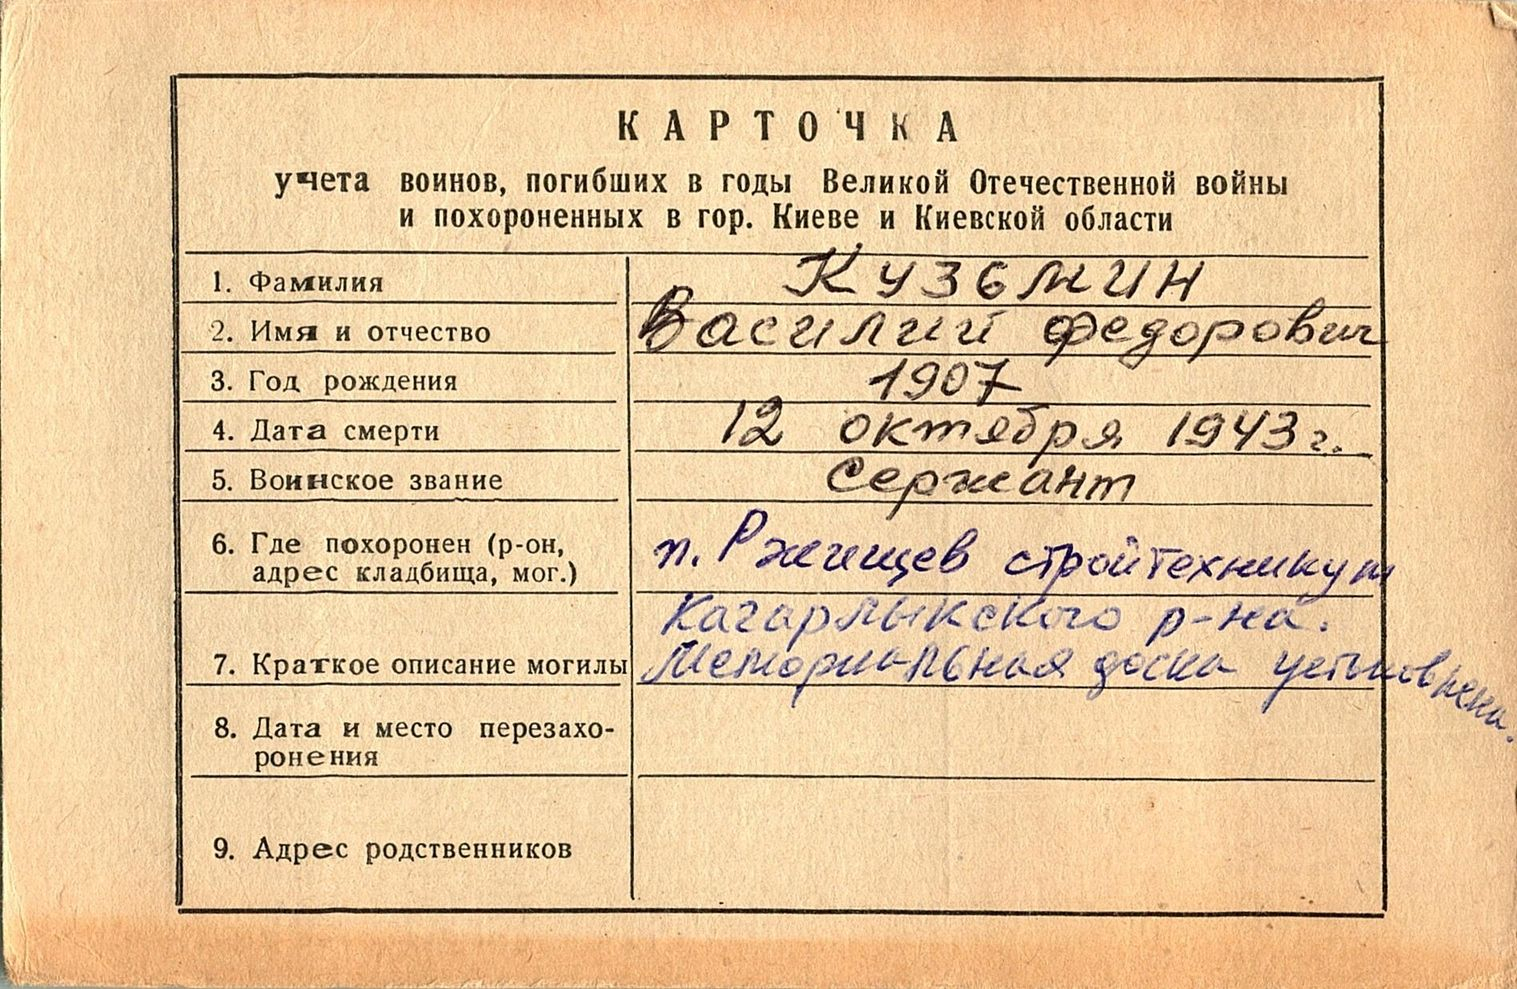 КАРТОЧКА
учета воинов, погибших в годы Великой Отечественной войны
и похороненных в гор. Киеве и Киевской области
1. Фамилия Кузьмин
2. Имя и отчество Василий Федорович
3. Год рождения 1907
4. Дата смерти 12 октября 1943 г.
5. Воинское звание Сержант
6. Где похоронен (р-он,
адрес кладбища, мог.) п. Ржищев стройтехникум
Кагарлыкского р-на.
7. Краткое описание могилы Мемориальная доска установлена.
8. Дата и место перезахо-
ронения
9. Адрес родственников